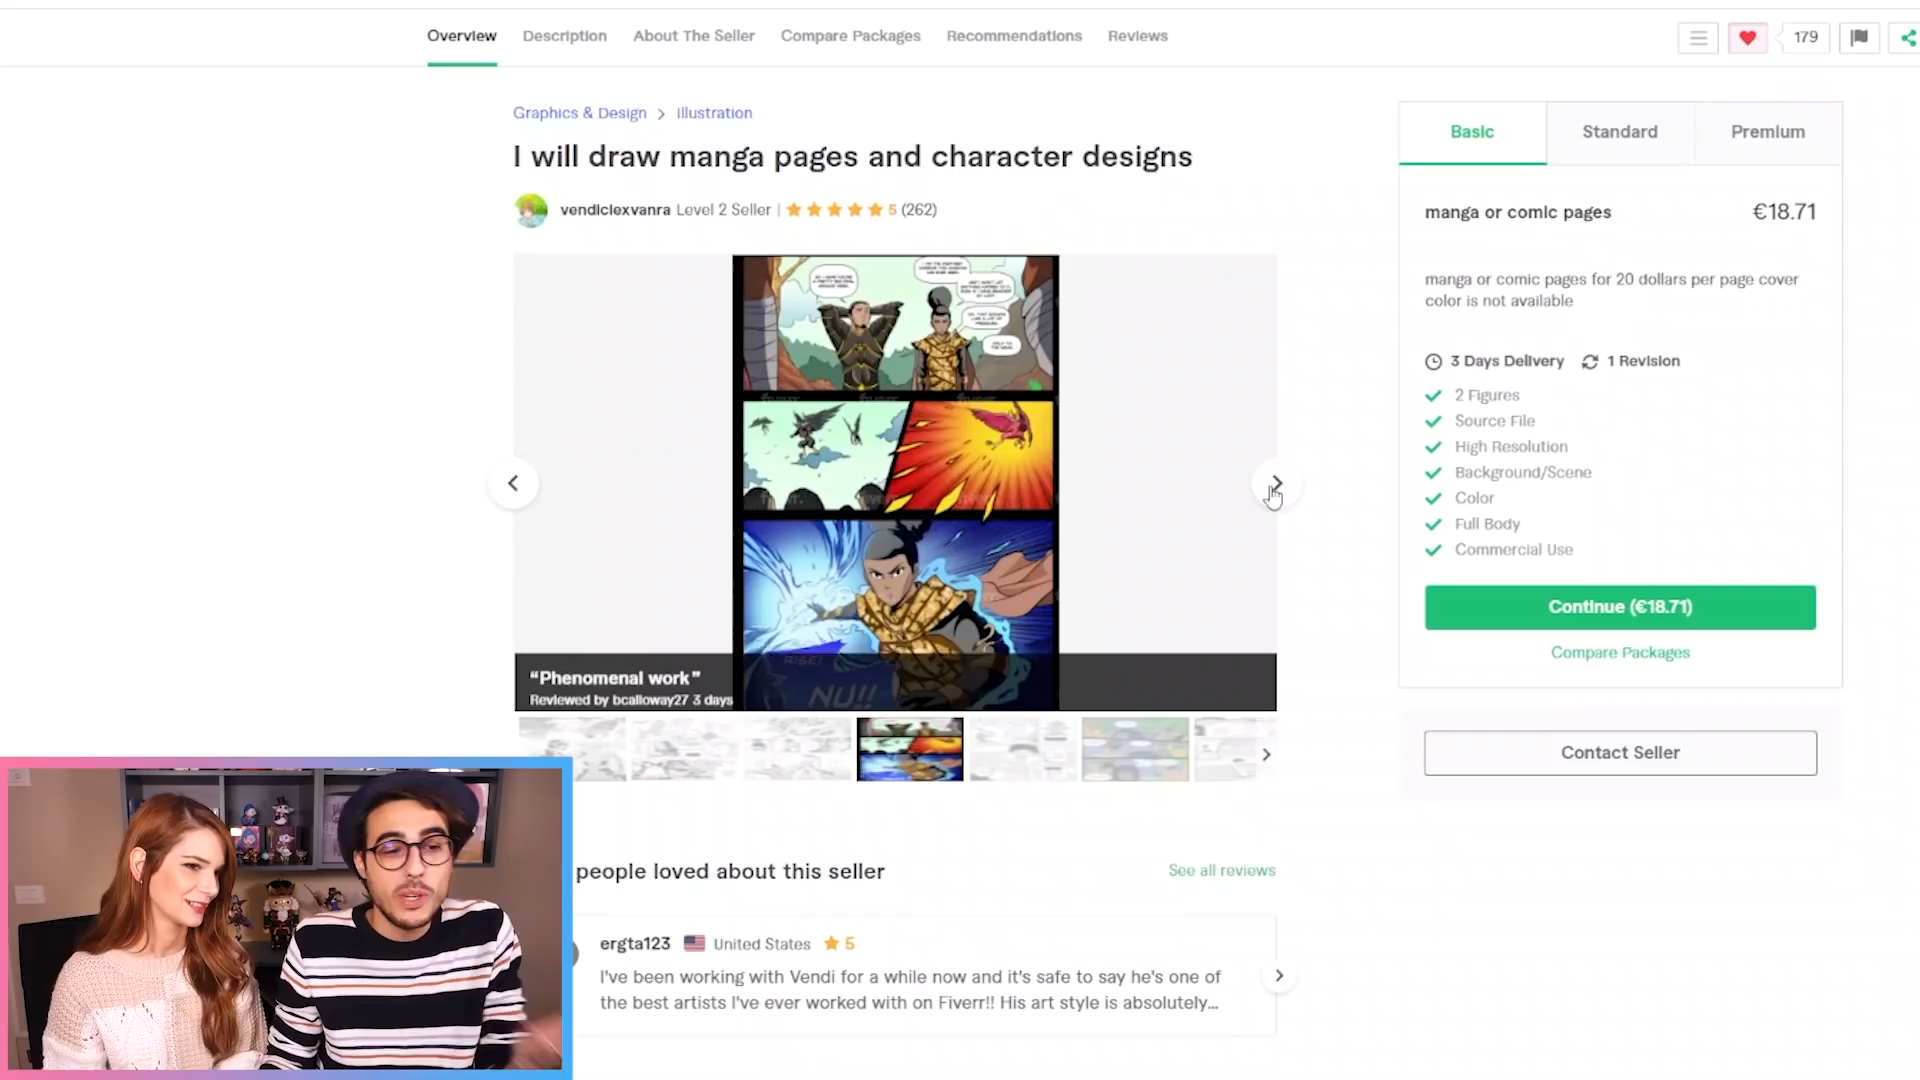 Overview
Description
About The Seller
Compare Packages
Recommendations
Reviews
179
Graphics & Design
Illustration
I will draw manga pages and character designs
vendiclexvanra Level 2 Seller | 5 (262)
“Phenomenal work”
Reviewed by bcalloway27 3 days
RISE!
NU!!
people loved about this seller
See all reviews
ergta123 United States 5
I've been working with Vendi for a while now and it's safe to say he's one of
the best artists I've ever worked with on Fiverr!! His art style is absolutely...
Basic
Standard
Premium
manga or comic pages €18.71
manga or comic pages for 20 dollars per page cover
color is not available
3 Days Delivery 1 Revision
2 Figures
Source File
High Resolution
Background/Scene
Color
Full Body
Commercial Use
Continue (€18.71)
Compare Packages
Contact Seller